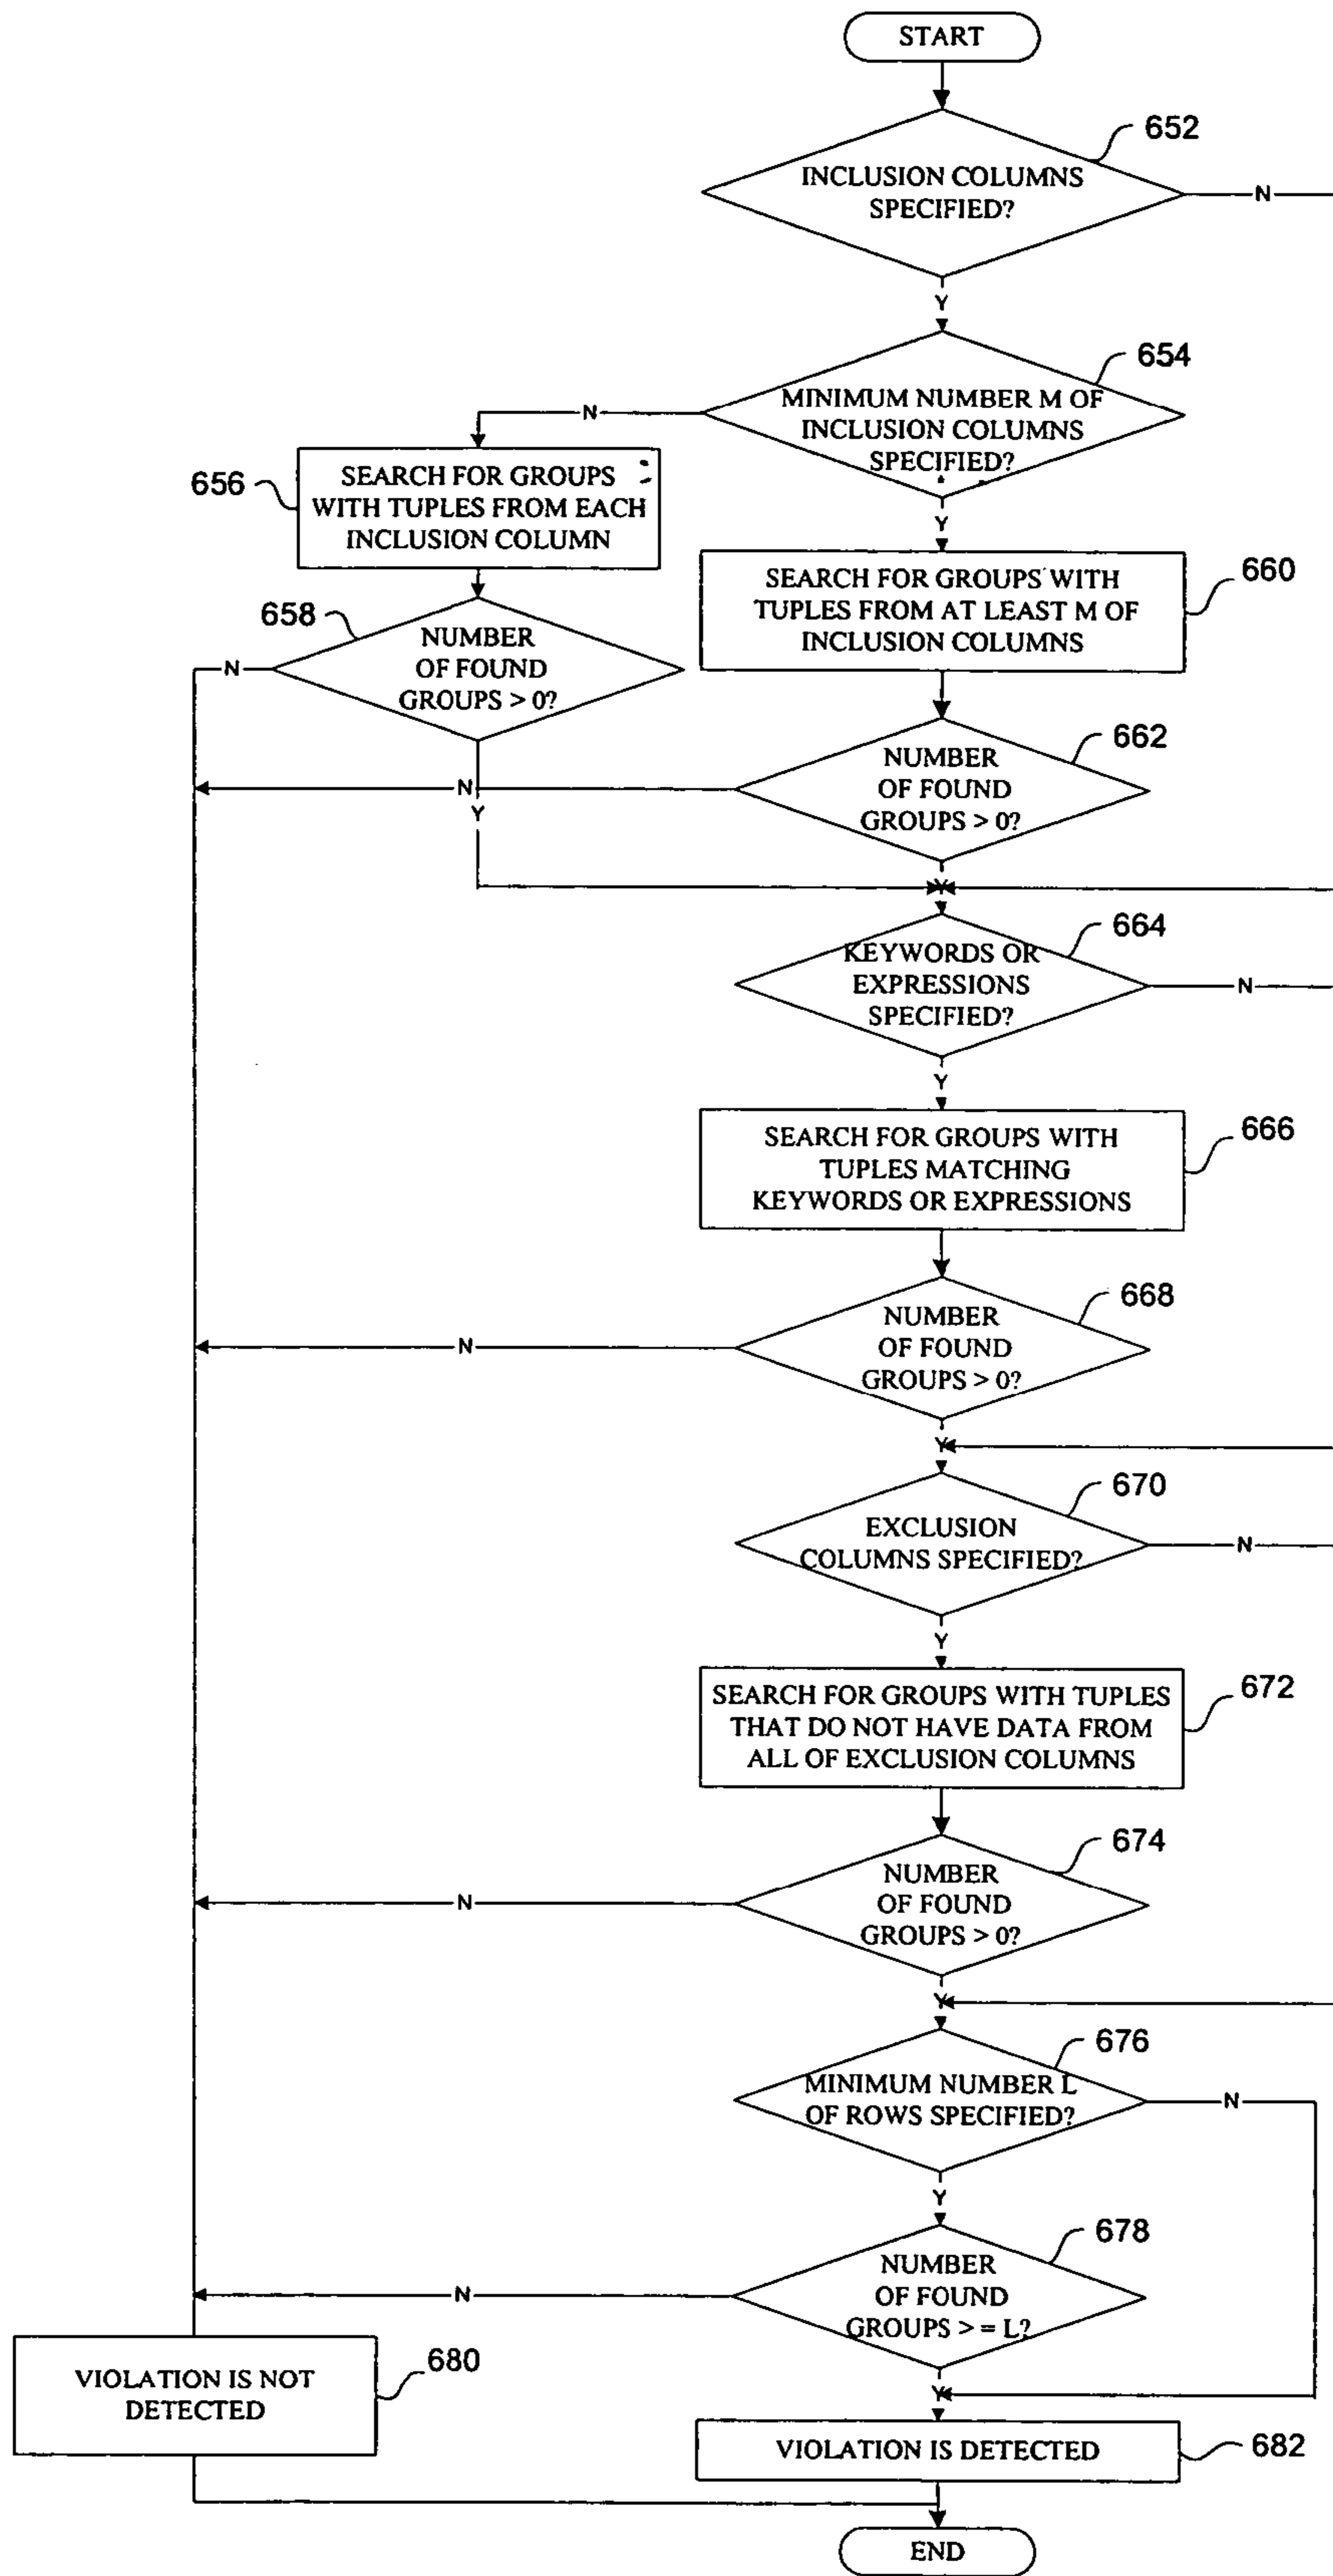 START
652
INCLUSION COLUMNS
SPECIFIED?
N
Y
654
MINIMUM NUMBER M OF
INCLUSION COLUMNS
SPECIFIED?
N
656
SEARCH FOR GROUPS
WITH TUPLES FROM EACH
INCLUSION COLUMN
Y
660
SEARCH FOR GROUPS WITH
TUPLES FROM AT LEAST M OF
INCLUSION COLUMNS
658
NUMBER
OF FOUND
GROUPS > 0?
N
662
NUMBER
OF FOUND
GROUPS > 0?
N
Y
Y
664
KEYWORDS OR
EXPRESSIONS
SPECIFIED?
N
Y
666
SEARCH FOR GROUPS WITH
TUPLES MATCHING
KEYWORDS OR EXPRESSIONS
668
NUMBER
OF FOUND
GROUPS > 0?
N
Y
670
EXCLUSION
COLUMNS SPECIFIED?
N
Y
672
SEARCH FOR GROUPS WITH TUPLES
THAT DO NOT HAVE DATA FROM
ALL OF EXCLUSION COLUMNS
674
NUMBER
OF FOUND
GROUPS > 0?
N
Y
676
MINIMUM NUMBER L
OF ROWS SPECIFIED?
N
Y
678
NUMBER
OF FOUND
GROUPS > = L?
N
Y
680
VIOLATION IS NOT
DETECTED
VIOLATION IS DETECTED
682
END